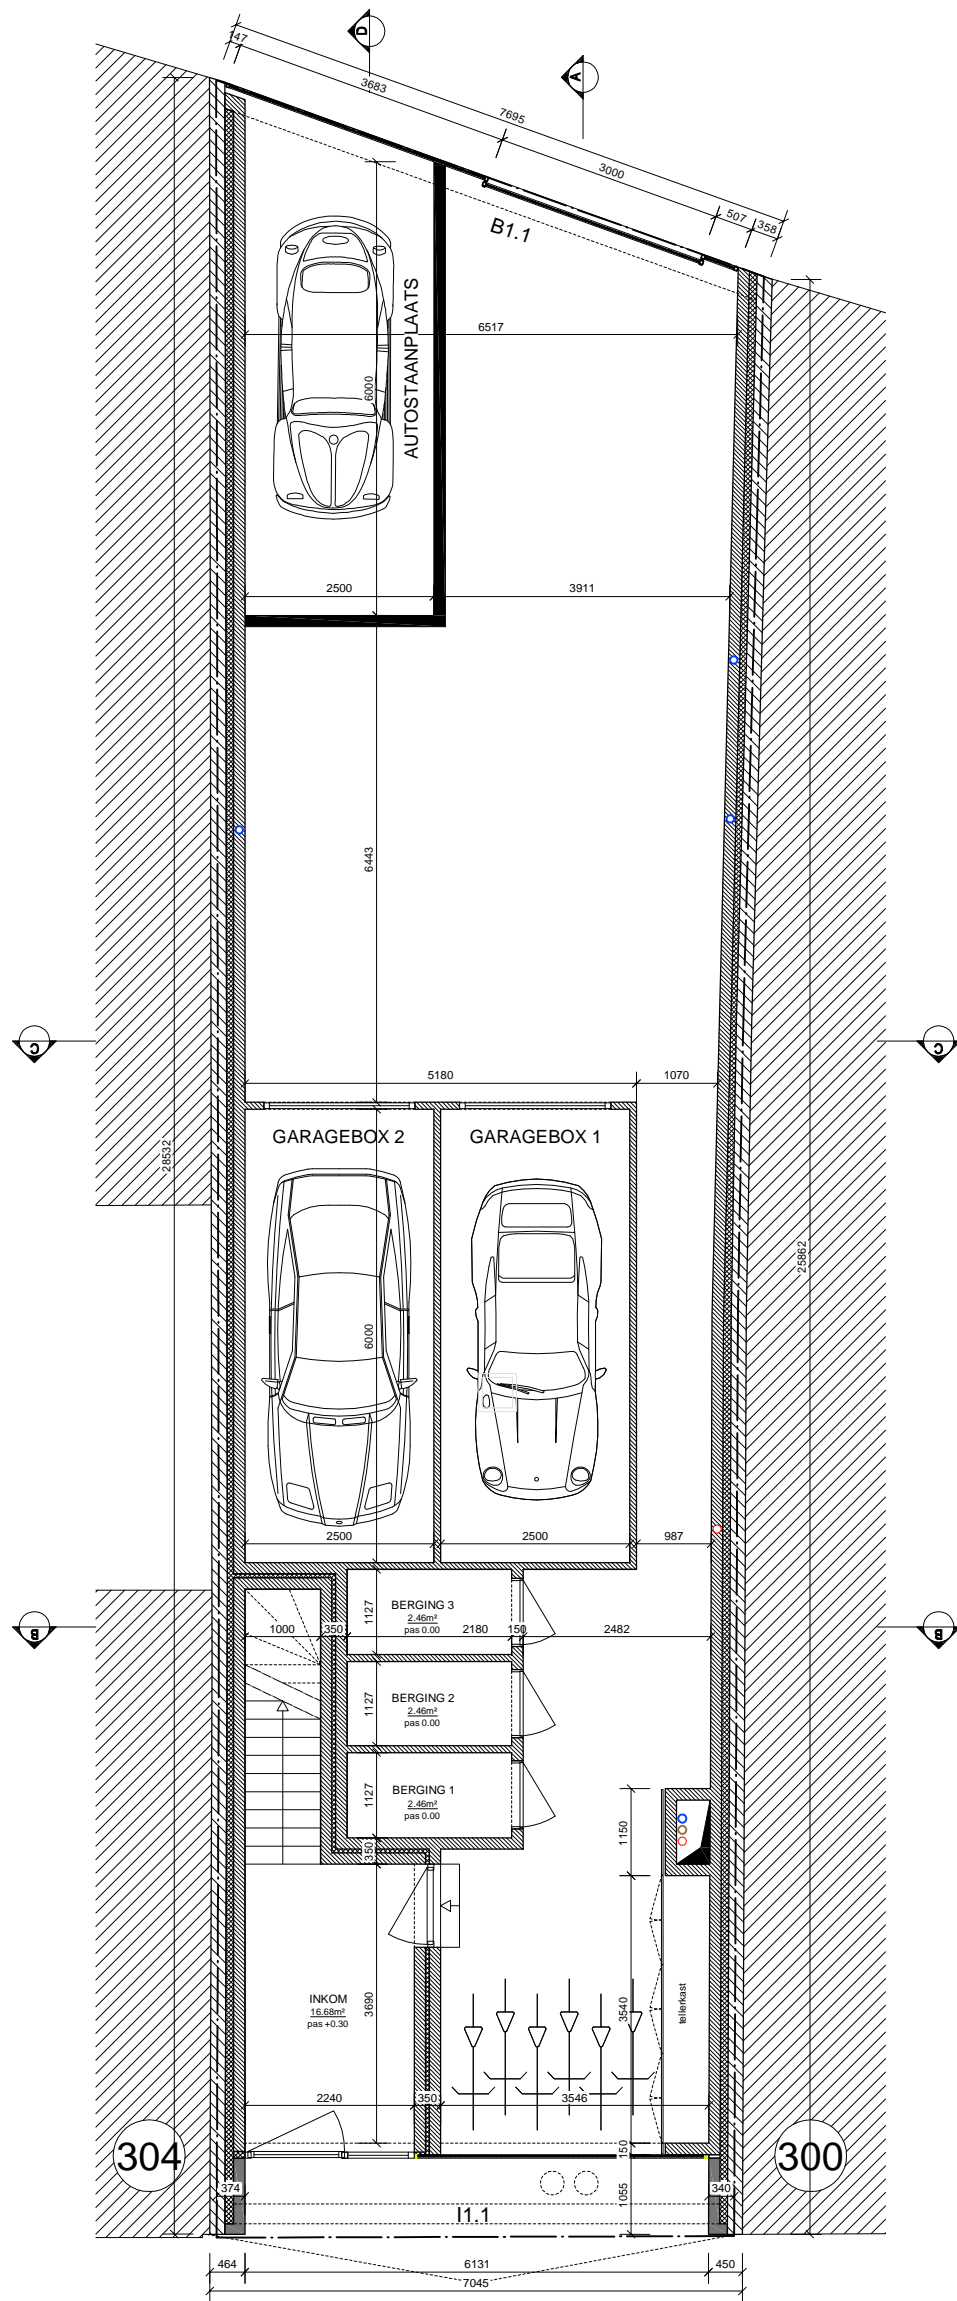 D
A
147
3683
7695
3000
507
358
B1.1
6517
6000
AUTOSTAANPLAATS
2500
3911
6443
C
C
5180
1070
28532
25862
GARAGEBOX 2
GARAGEBOX 1
6000
2500
2500
987
B
B
BERGING 3
2.46m²
pas 0.00
1127
1000
350
2180
150
2482
BERGING 2
2.46m²
pas 0.00
1127
BERGING 1
2.46m²
pas 0.00
1127
350
1150
INKOM
16.68m²
pas +0.30
3690
3540
tellerkast
2240
350
3546
304
300
150
374
1055
340
I1.1
464
6131
450
7045